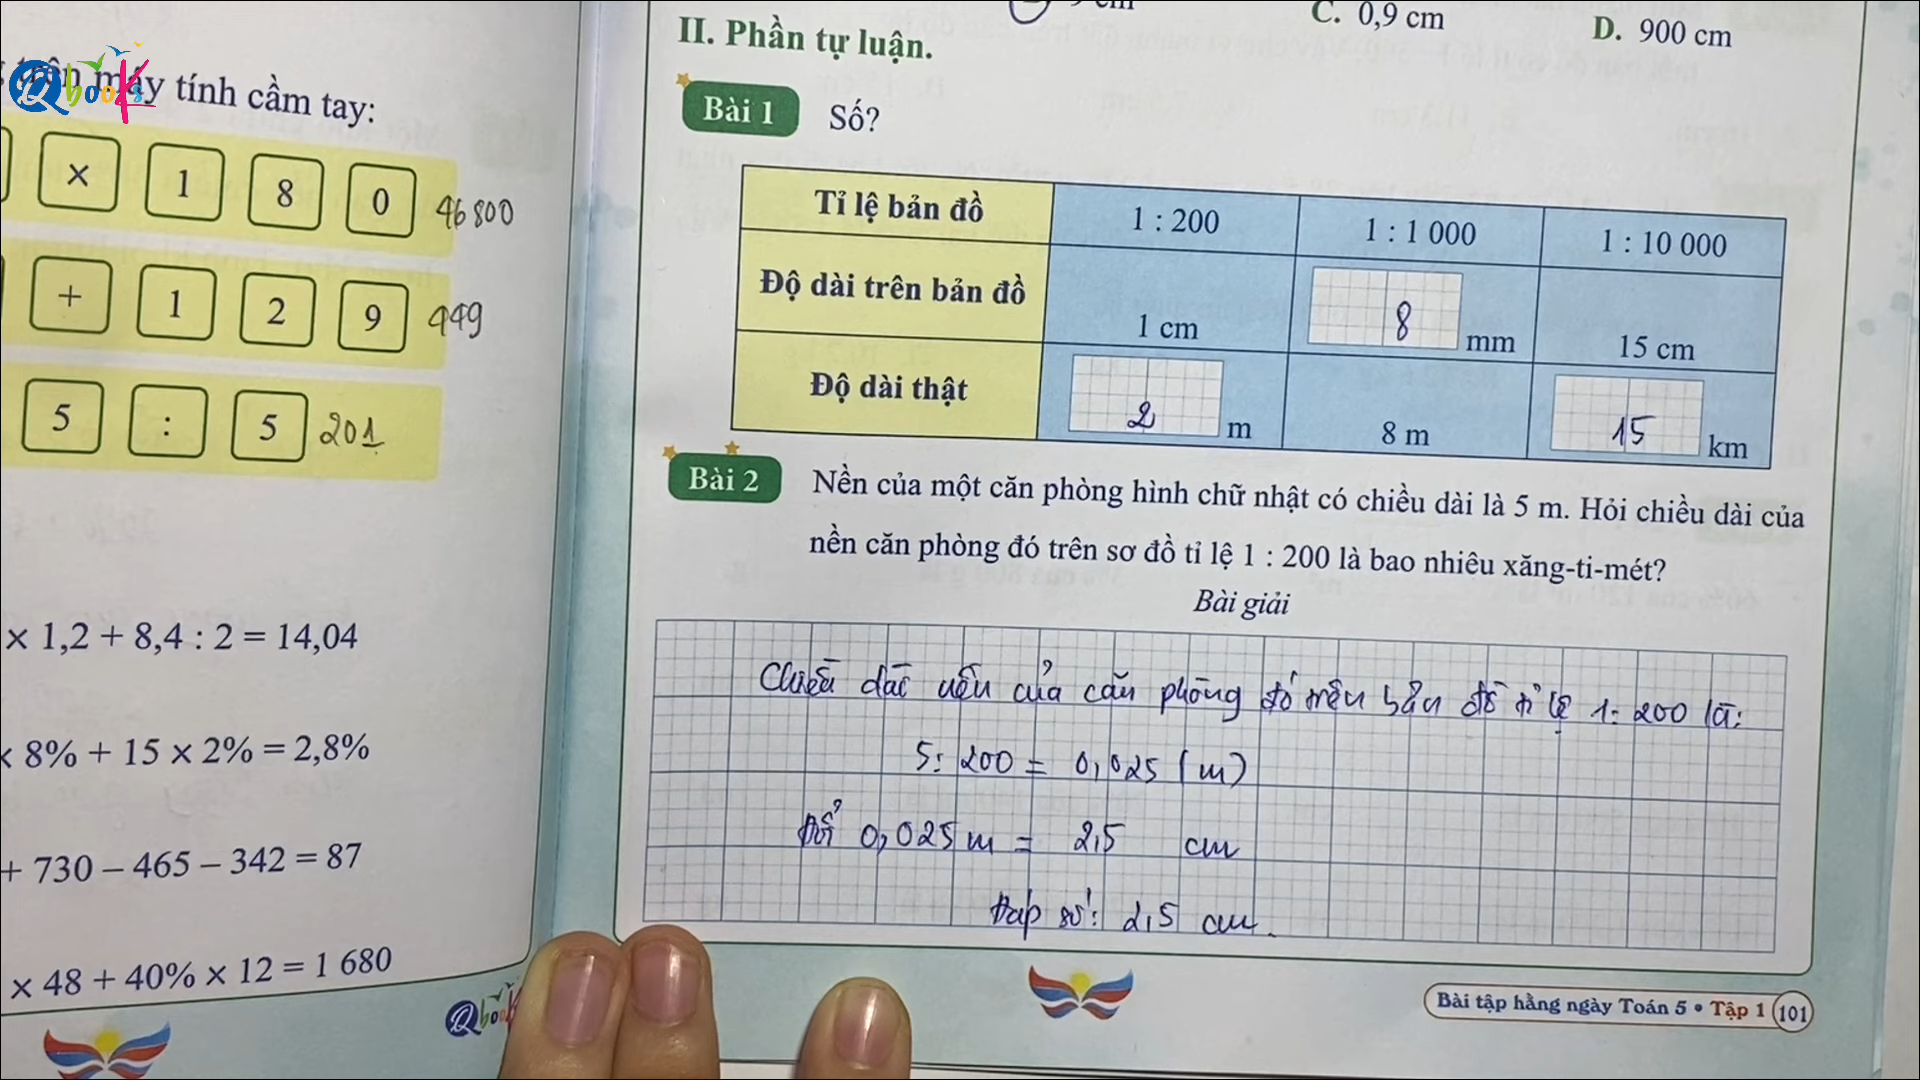 Qbooks
trên máy tính cầm tay:
× 1 8 0 46800
+ 1 2 9 949
5 : 5 201
× 1,2 + 8,4 : 2 = 14,04
× 8% + 15 × 2% = 2,8%
+ 730 – 465 – 342 = 87
× 48 + 40% × 12 = 1 680
Qbook
cm
C. 0,9 cm
D. 900 cm
II. Phần tự luận.
Bài 1 Số?
Tỉ lệ bản đồ 1 : 200 1 : 1 000 1 : 10 000
Độ dài trên bản đồ 1 cm 8 mm 15 cm
Độ dài thật 2 m 8 m 15 km
Bài 2 Nền của một căn phòng hình chữ nhật có chiều dài là 5 m. Hỏi chiều dài của
nền căn phòng đó trên sơ đồ tỉ lệ 1 : 200 là bao nhiêu xăng-ti-mét?
Bài giải
Chiều dài nền của căn phòng đó trên bản đồ tỉ lệ 1: 200 là:
5: 200 = 0,025 (m)
Đổi 0,025 m = 2,5 cm
Đáp số: 2,5 cm.
Bài tập hằng ngày Toán 5 • Tập 1 101